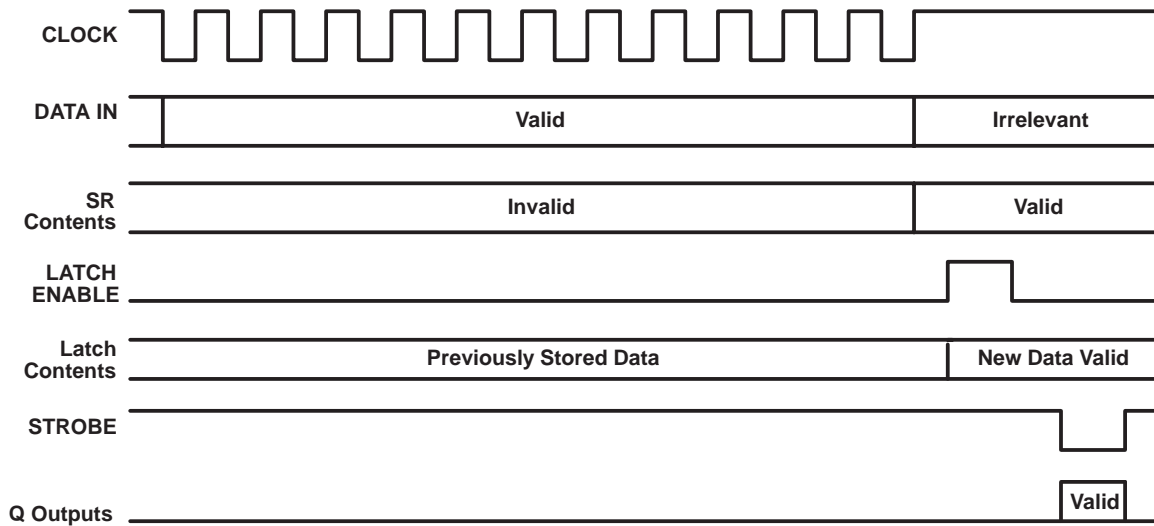 CLOCK
DATA IN
Valid
Irrelevant
SR
Contents
Invalid
Valid
LATCH
ENABLE
Latch
Contents
Previously Stored Data
New Data Valid
STROBE
Q Outputs
Valid